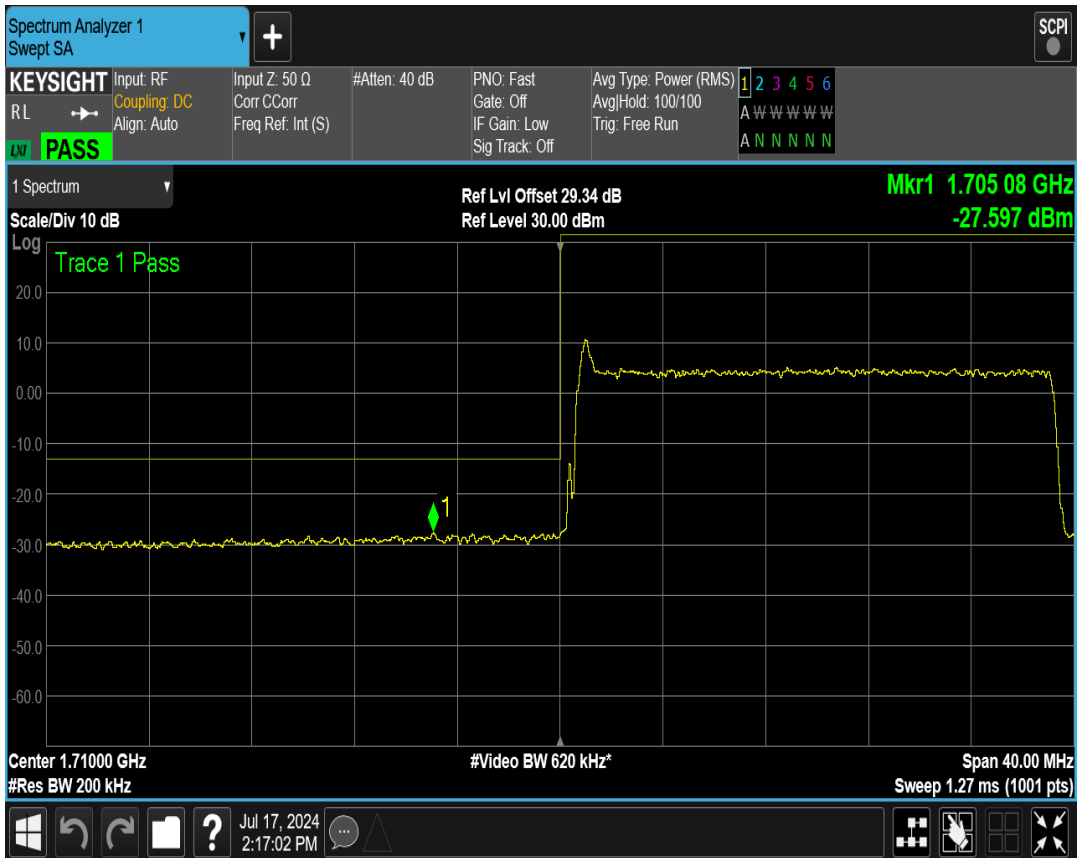 Spectrum Analyzer 1
Swept SA
SCPI
KEYSIGHT
R L
LXI PASS
Input: RF
Coupling: DC
Align: Auto
Input Z: 50 Ω
Corr CCorr
Freq Ref: Int (S)
#Atten: 40 dB
PNO: Fast
Gate: Off
IF Gain: Low
Sig Track: Off
Avg Type: Power (RMS)
Avg|Hold: 100/100
Trig: Free Run
1 2 3 4 5 6
A W W W W W
A N N N N N
1 Spectrum
Scale/Div 10 dB
Ref Lvl Offset 29.34 dB
Ref Level 30.00 dBm
Mkr1 1.705 08 GHz
-27.597 dBm
Log
Trace 1 Pass
20.0
10.0
0.00
-10.0
-20.0
1
-30.0
-40.0
-50.0
-60.0
Center 1.71000 GHz
#Res BW 200 kHz
#Video BW 620 kHz*
Span 40.00 MHz
Sweep 1.27 ms (1001 pts)
?
Jul 17, 2024
2:17:02 PM